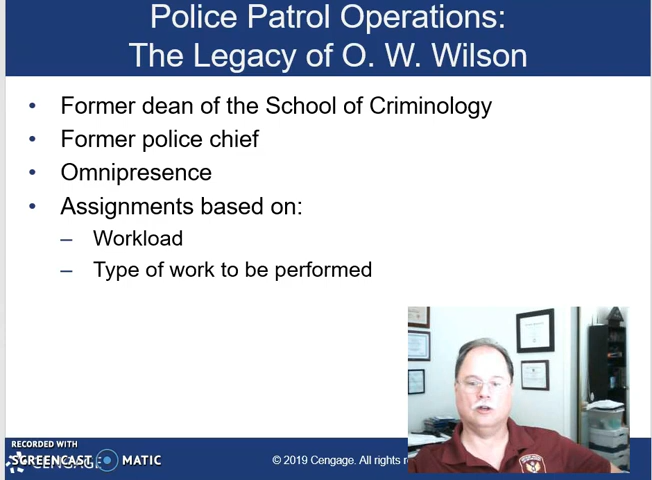 Police Patrol Operations:
The Legacy of O. W. Wilson
• Former dean of the School of Criminology
• Former police chief
• Omnipresence
• Assignments based on:
– Workload
– Type of work to be performed
RECORDED WITH
SCREENCAST MATIC
CENGAGE
© 2019 Cengage. All rights